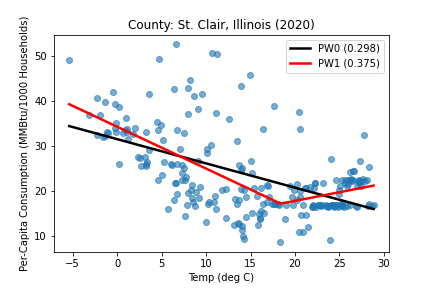 County: St. Clair, Illinois (2020)
PW0 (0.298)
PW1 (0.375)
Per-Capita Consumption (MMBtu/1000 Households)
50
40
30
20
10
−5 0 5 10 15 20 25 30
Temp (deg C)